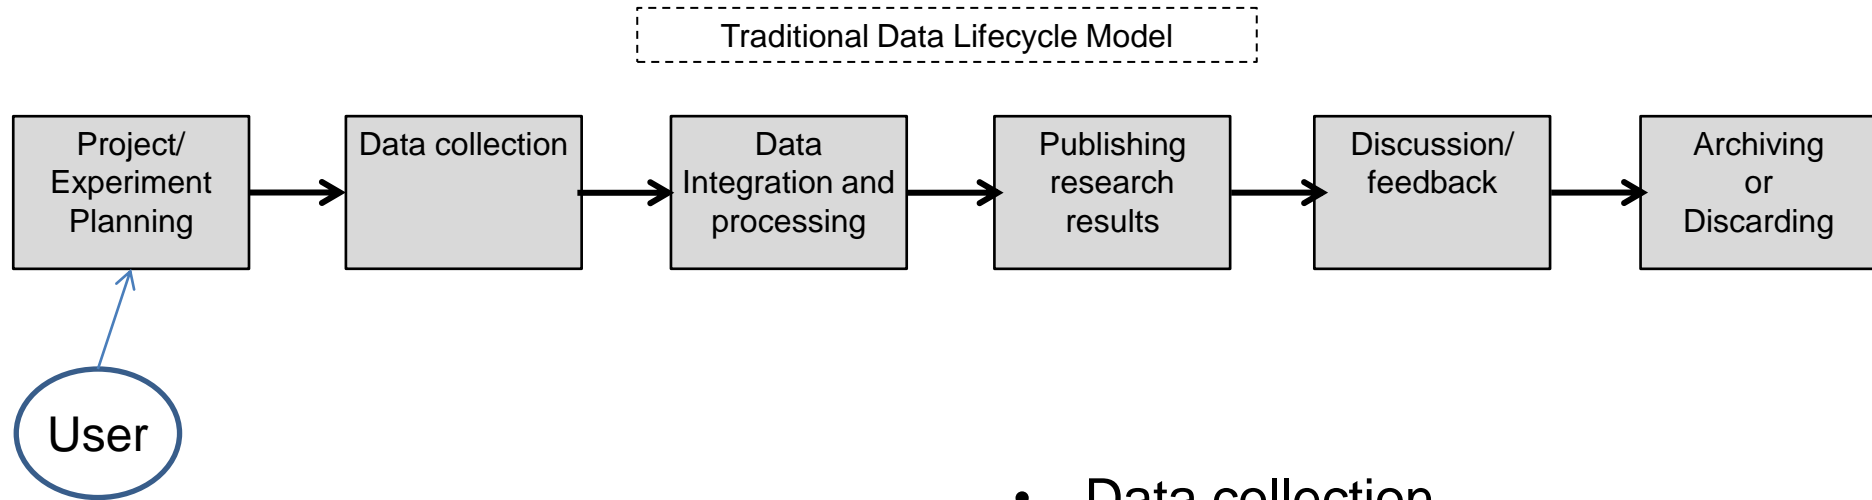 Traditional Data Lifecycle Model
Project/
Experiment
Planning
Data collection
Data
Integration and
processing
Publishing
research
results
Discussion/
feedback
Archiving
or
Discarding
User
• Data collection